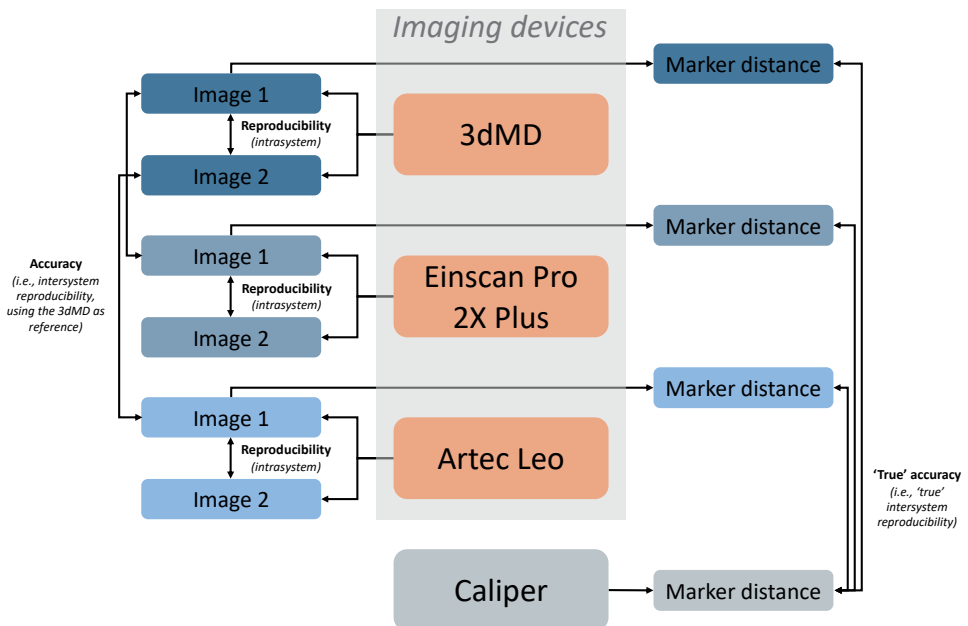 Imaging devices
Image 1
Reproducibility
(intrasystem)
Image 2
3dMD
Marker distance
Image 1
Reproducibility
(intrasystem)
Image 2
Einscan Pro
2X Plus
Marker distance
Accuracy
(i.e., intersystem
reproducibility,
using the 3dMD as
reference)
Image 1
Reproducibility
(intrasystem)
Image 2
Artec Leo
Marker distance
‘True’ accuracy
(i.e., ‘true’
intersystem
reproducibility)
Caliper
Marker distance